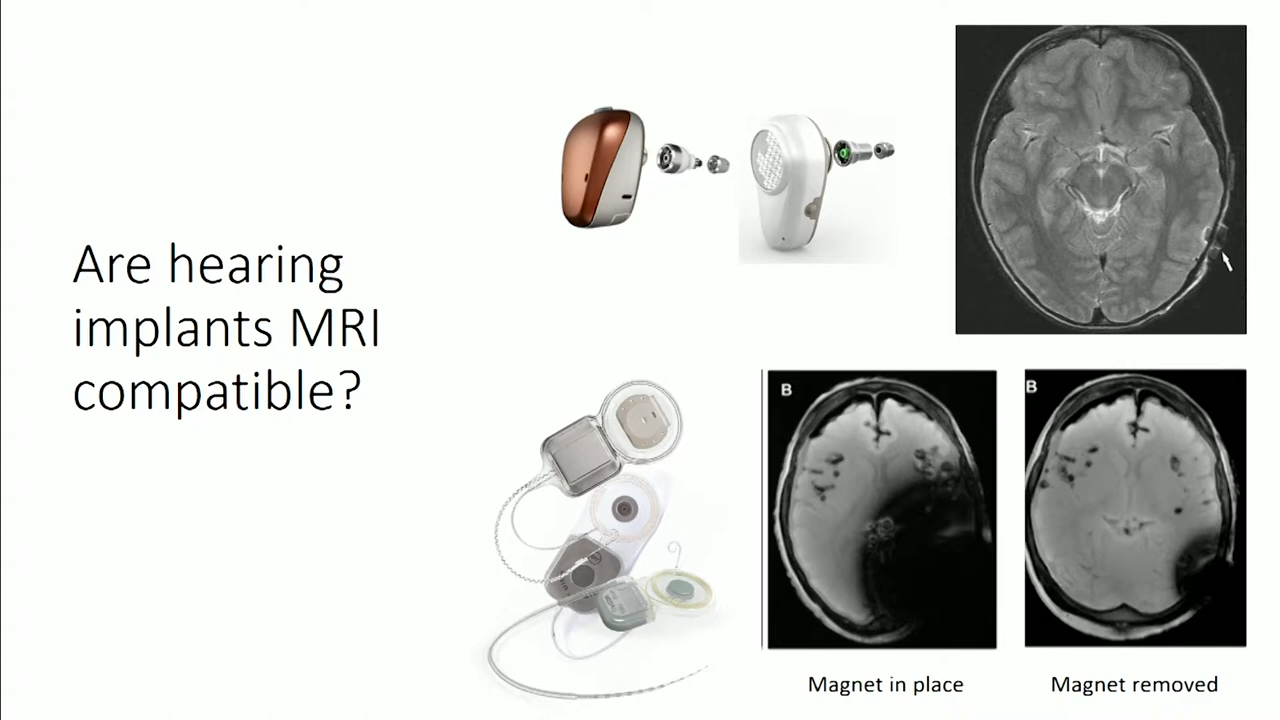 Are hearing
implants MRI
compatible?
B
B
Magnet in place
Magnet removed